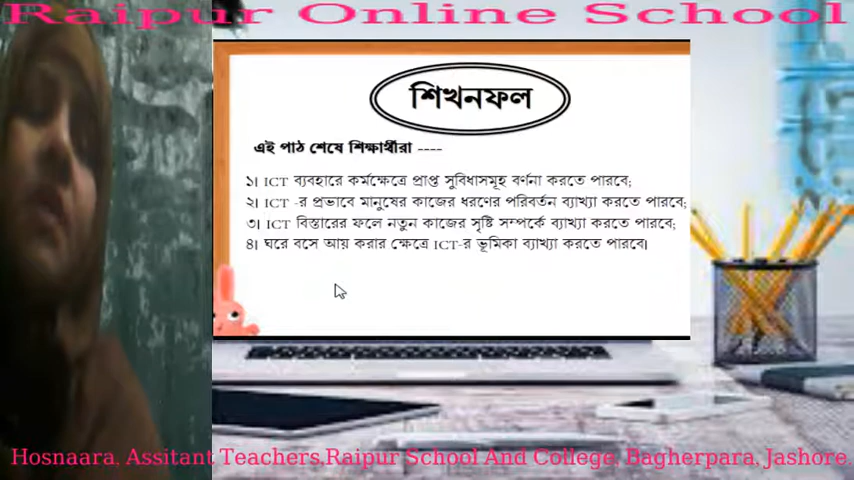 Raipur Online School
শিখনফল
এই পাঠ শেষে শিক্ষার্থীরা ----
১। ICT ব্যবহারে কর্মক্ষেত্রে প্রাপ্ত সুবিধাসমূহ বর্ণনা করতে পারবে;
২। ICT -র প্রভাবে মানুষের কাজের ধরণের পরিবর্তন ব্যাখ্যা করতে পারবে;
৩। ICT বিস্তারের ফলে নতুন কাজের সৃষ্টি সম্পর্কে ব্যাখ্যা করতে পারবে;
৪। ঘরে বসে আয় করার ক্ষেত্রে ICT-র ভূমিকা ব্যাখ্যা করতে পারবে।
Hosnaara, Assitant Teachers,Raipur School And College, Bagherpara, Jashore.